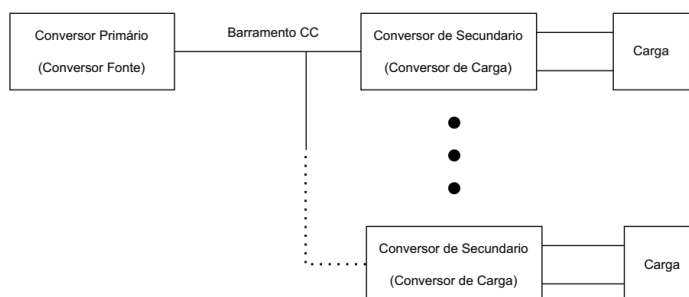 Conversor Primário
(Conversor Fonte)
Barramento CC
Conversor de Secundario
(Conversor de Carga)
Carga
Conversor de Secundario
(Conversor de Carga)
Carga